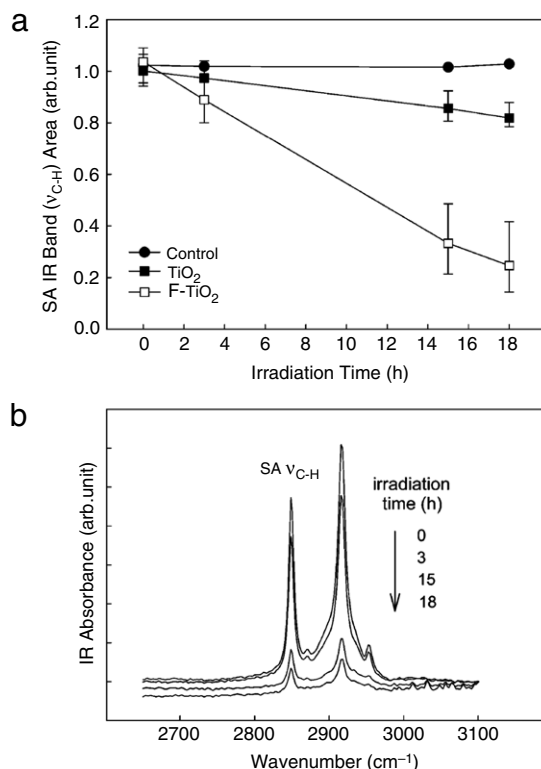 a
SA IR Band (νC-H) Area (arb.unit)
1.2
1.0
0.8
0.6
0.4
0.2
0.0
Control
TiO2
F-TiO2
0 2 4 6 8 10 12 14 16 18
Irradiation Time (h)
b
IR Absorbance (arb.unit)
SA νC-H
irradiation
time (h)
0
3
15
18
2700 2800 2900 3000 3100
Wavenumber (cm⁻¹)